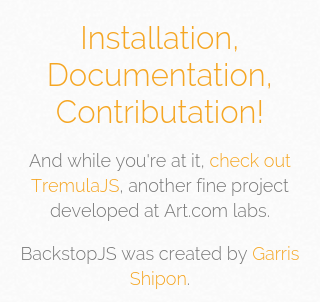 Installation,
Documentation,
Contributation!
And while you're at it, check out
TremulaJS, another fine project
developed at Art.com labs.
BackstopJS was created by Garris
Shipon.